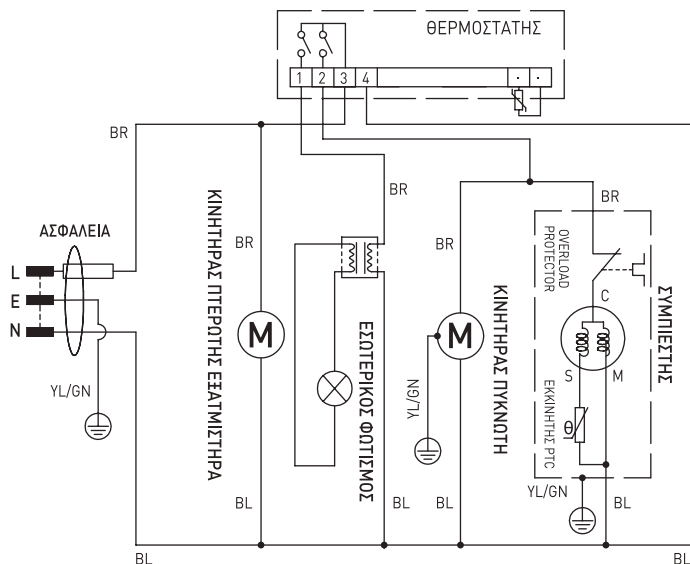 ΘΕΡΜΟΣΤΑΤΗΣ
1 2 3 4
BR
BR
BR
ΑΣΦΑΛΕΙΑ
L
E
N
YL/GN
BR
ΚΙΝΗΤΗΡΑΣ ΠΤΕΡΩΤΗΣ ΕΞΑΤΜΙΣΤΗΡΑ
M
BL
ΕΣΩΤΕΡΙΚΟΣ ΦΩΤΙΣΜΟΣ
BL
BR
M
YL/GN
BL
ΚΙΝΗΤΗΡΑΣ ΠΥΚΝΩΤΗ
OVERLOAD
PROTECTOR
C
S
M
θ
ΕΚΚΙΝΗΤΗΣ PTC
ΣΥΜΠΙΕΣΤΗΣ
YL/GN
BL
BL
BL